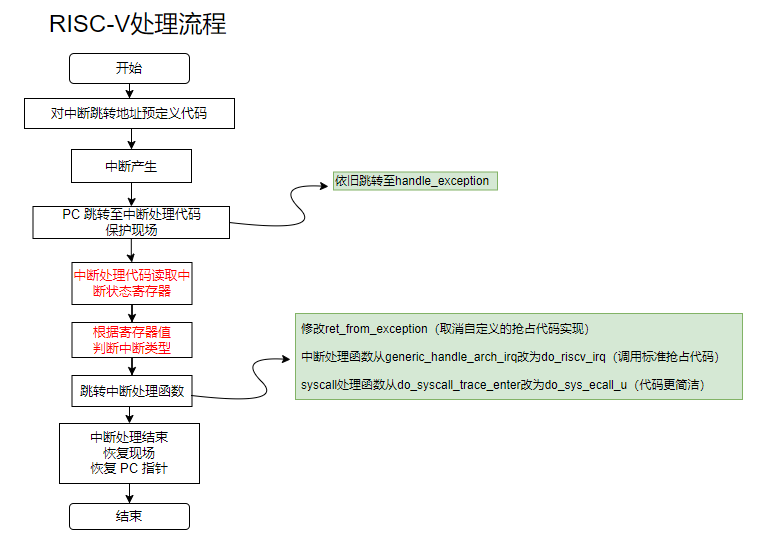 RISC-V处理流程
开始
对中断跳转地址预定义代码
中断产生
依旧跳转至handle_exception
PC 跳转至中断处理代码
保护现场
中断处理代码读取中
断状态寄存器
根据寄存器值
判断中断类型
修改ret_from_exception（取消自定义的抢占代码实现）
中断处理函数从generic_handle_arch_irq改为do_riscv_irq（调用标准抢占代码）
syscall处理函数从do_syscall_trace_enter改为do_sys_ecall_u（代码更简洁）
跳转中断处理函数
中断处理结束
恢复现场
恢复 PC 指针
结束